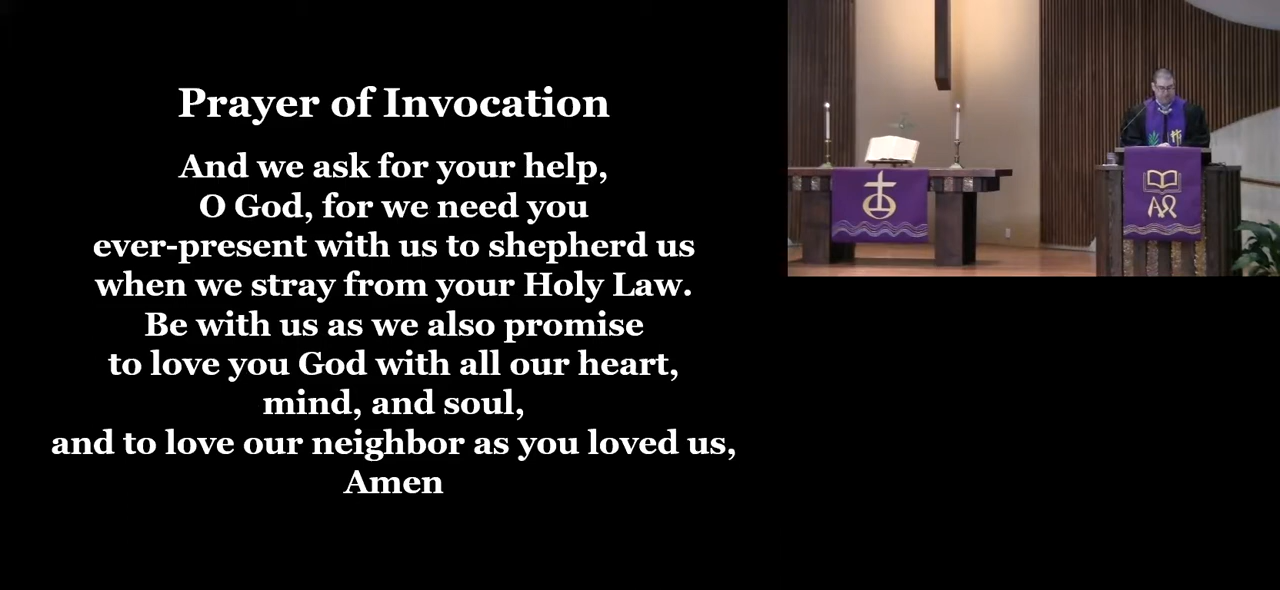 Prayer of Invocation
And we ask for your help,
O God, for we need you
ever-present with us to shepherd us
when we stray from your Holy Law.
Be with us as we also promise
to love you God with all our heart,
mind, and soul,
and to love our neighbor as you loved us,
Amen
ΑΩ